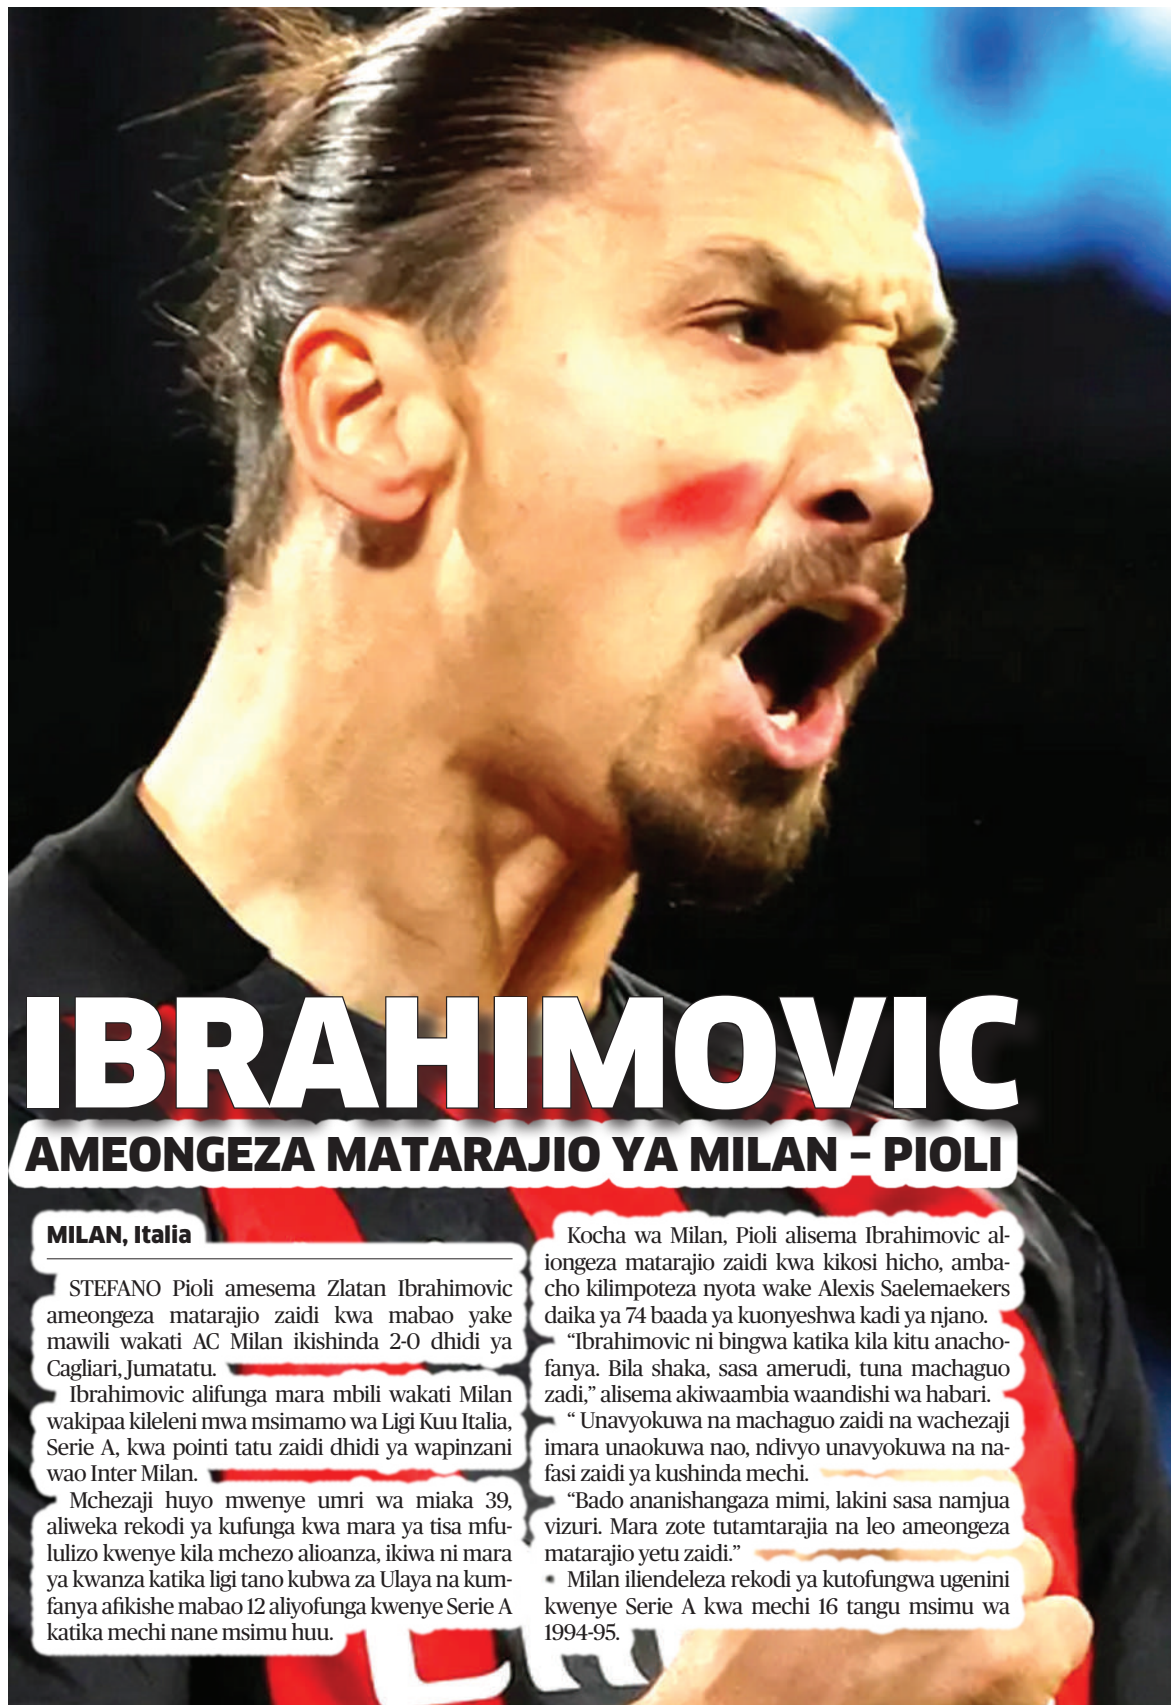 IBRAHIMOVIC
AMEONGEZA MATARAJIO YA MILAN – PIOLI
MILAN, Italia
STEFANO Pioli amesema Zlatan Ibrahimovic
ameongeza matarajio zaidi kwa mabao yake
mawili wakati AC Milan ikishinda 2-0 dhidi ya
Cagliari, Jumatatu.
Ibrahimovic alifunga mara mbili wakati Milan
wakipaa kileleni mwa msimamo wa Ligi Kuu Italia,
Serie A, kwa pointi tatu zaidi dhidi ya wapinzani
wao Inter Milan.
Mchezaji huyo mwenye umri wa miaka 39,
aliweka rekodi ya kufunga kwa mara ya tisa mfu-
lulizo kwenye kila mchezo alioanza, ikiwa ni mara
ya kwanza katika ligi tano kubwa za Ulaya na kum-
fanya afikishe mabao 12 aliyofunga kwenye Serie A
katika mechi nane msimu huu.
Kocha wa Milan, Pioli alisema Ibrahimovic al-
iongeza matarajio zaidi kwa kikosi hicho, amba-
cho kilimpoteza nyota wake Alexis Saelemaekers
daika ya 74 baada ya kuonyeshwa kadi ya njano.
“Ibrahimovic ni bingwa katika kila kitu anacho-
fanya. Bila shaka, sasa amerudi, tuna machaguo
zadi,” alisema akiwaambia waandishi wa habari.
“ Unavyokuwa na machaguo zaidi na wachezaji
imara unaokuwa nao, ndivyo unavyokuwa na na-
fasi zaidi ya kushinda mechi.
“Bado ananishangaza mimi, lakini sasa namjua
vizuri. Mara zote tutamtarajia na leo ameongeza
matarajio yetu zaidi.”
Milan iliendeleza rekodi ya kutofungwa ugenini
kwenye Serie A kwa mechi 16 tangu msimu wa
1994-95.